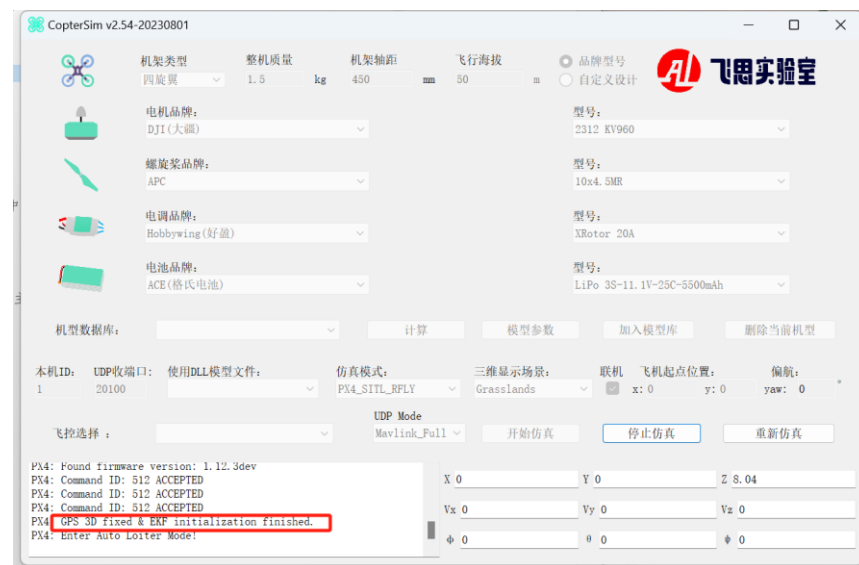 CopterSim v2.54-20230801
机架类型 整机质量 机架轴距 飞行海拔 品牌型号
四旋翼 1.5 kg 450 mm 50 m 自定义设计
飞思实验室
电机品牌: 型号:
DJI(大疆) 2312 KV960
螺旋桨品牌: 型号:
APC 10x4.5MR
电调品牌: 型号:
Hobbywing(好盈) XRotor 20A
电池品牌: 型号:
ACE(格氏电池) LiPo 3S-11.1V-25C-5500mAh
机型数据库: 计算 模型参数 加入模型库 删除当前机型
本机ID: UDP收端口: 使用DLL模型文件: 仿真模式: 三维显示场景: 联机 飞机起点位置: 偏航:
1 20100 PX4_SITL_RFLY Grasslands x: 0 y: 0 yaw: 0 °
UDP Mode
飞控选择 : Mavlink_Full 开始仿真 停止仿真 重新仿真
PX4: Found firmware version: 1.12.3dev
PX4: Command ID: 512 ACCEPTED
PX4: Command ID: 512 ACCEPTED
PX4: Command ID: 512 ACCEPTED
PX4: GPS 3D fixed & EKF initialization finished.
PX4: Enter Auto Loiter Mode!
X 0 Y 0 Z 8.04
Vx 0 Vy 0 Vz 0
ϕ 0 θ 0 ψ 0